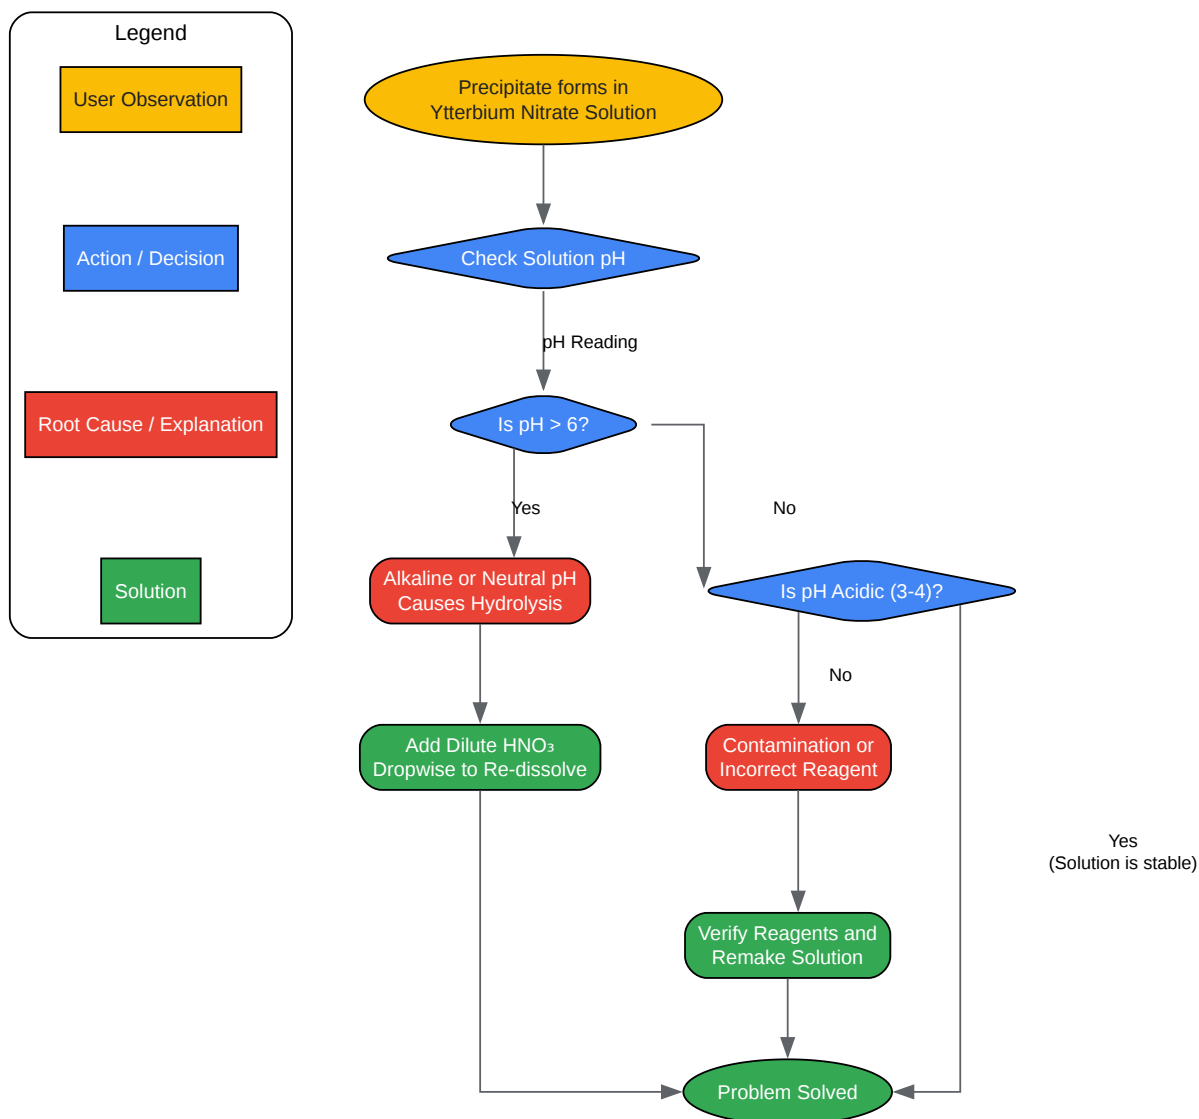 Legend
User Observation
Action / Decision
Root Cause / Explanation
Solution
Precipitate forms in
Ytterbium Nitrate Solution
Check Solution pH
pH Reading
Is pH > 6?
Yes
No
Alkaline or Neutral pH
Causes Hydrolysis
Is pH Acidic (3-4)?
No
Add Dilute HNO₃
Dropwise to Re-dissolve
Contamination or
Incorrect Reagent
Yes
(Solution is stable)
Verify Reagents and
Remake Solution
Problem Solved